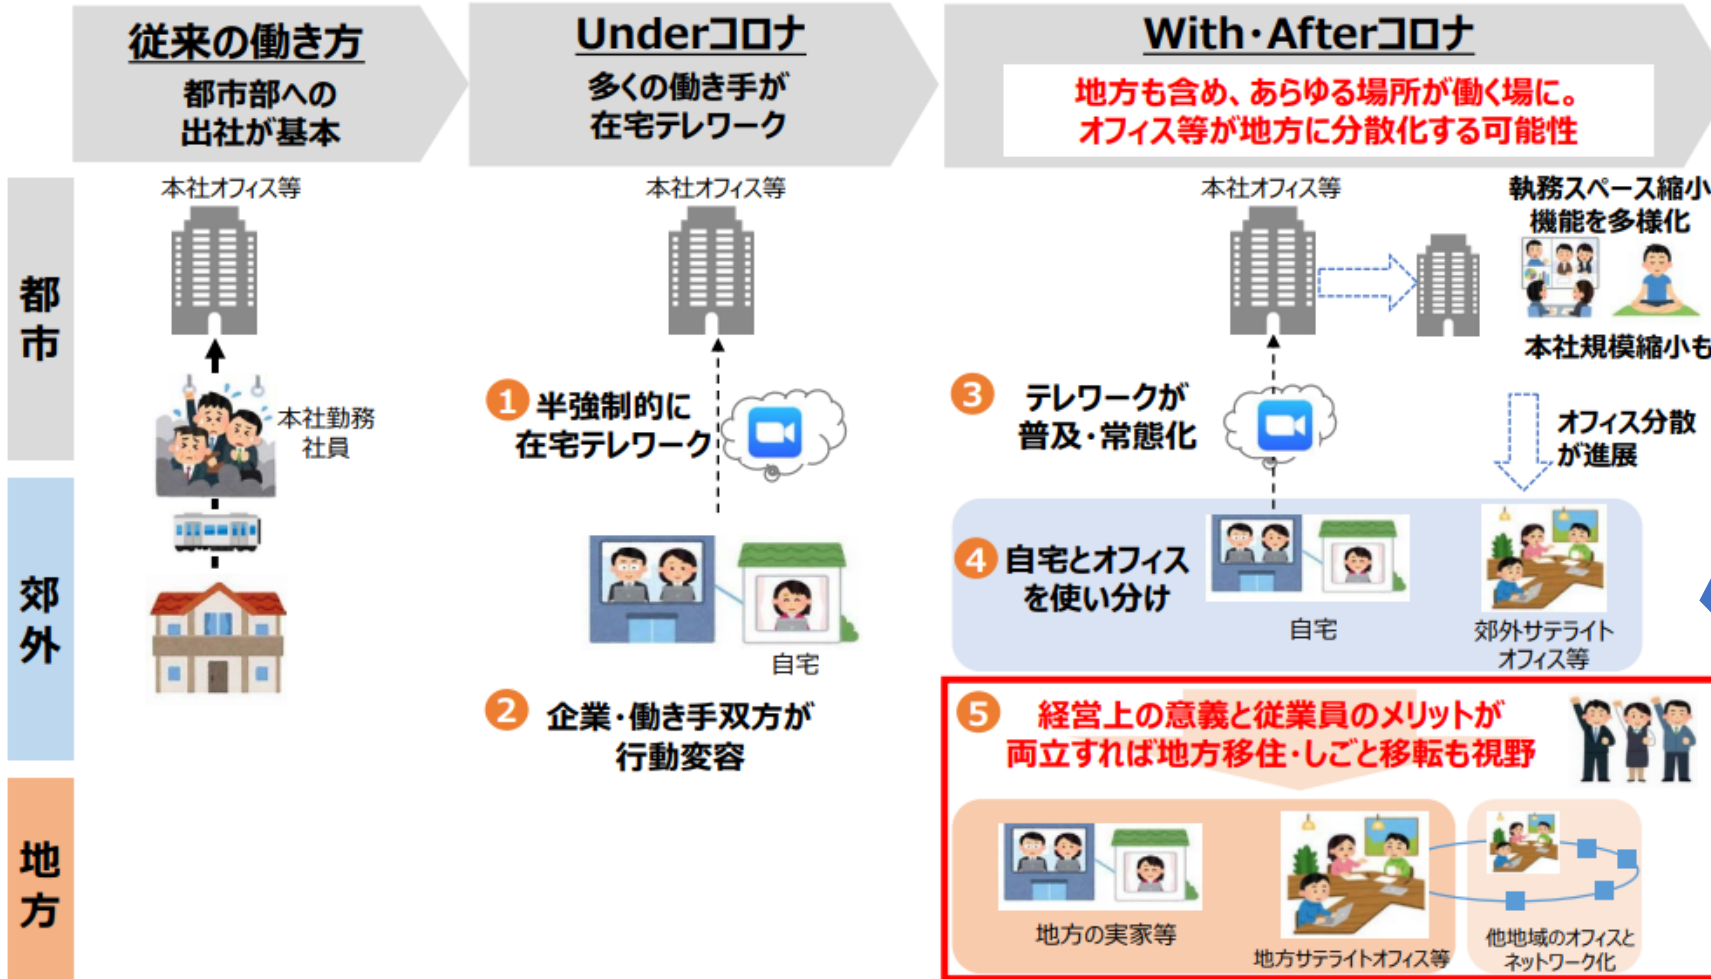 従来の働き方
都市部への
出社が基本
Underコロナ
多くの働き手が
在宅テレワーク
With・Afterコロナ
地方も含め、あらゆる場所が働く場に。
オフィス等が地方に分散化する可能性
都市
郊外
地方
本社オフィス等
本社勤務
社員
本社オフィス等
1 半強制的に
在宅テレワーク
自宅
2 企業・働き手双方が
行動変容
本社オフィス等
執務スペース縮小
機能を多様化
本社規模縮小も
3 テレワークが
普及・常態化
オフィス分散
が進展
4 自宅とオフィス
を使い分け
自宅
郊外サテライト
オフィス等
5 経営上の意義と従業員のメリットが
両立すれば地方移住・しごと移転も視野
地方の実家等
地方サテライトオフィス等
他地域のオフィスと
ネットワーク化